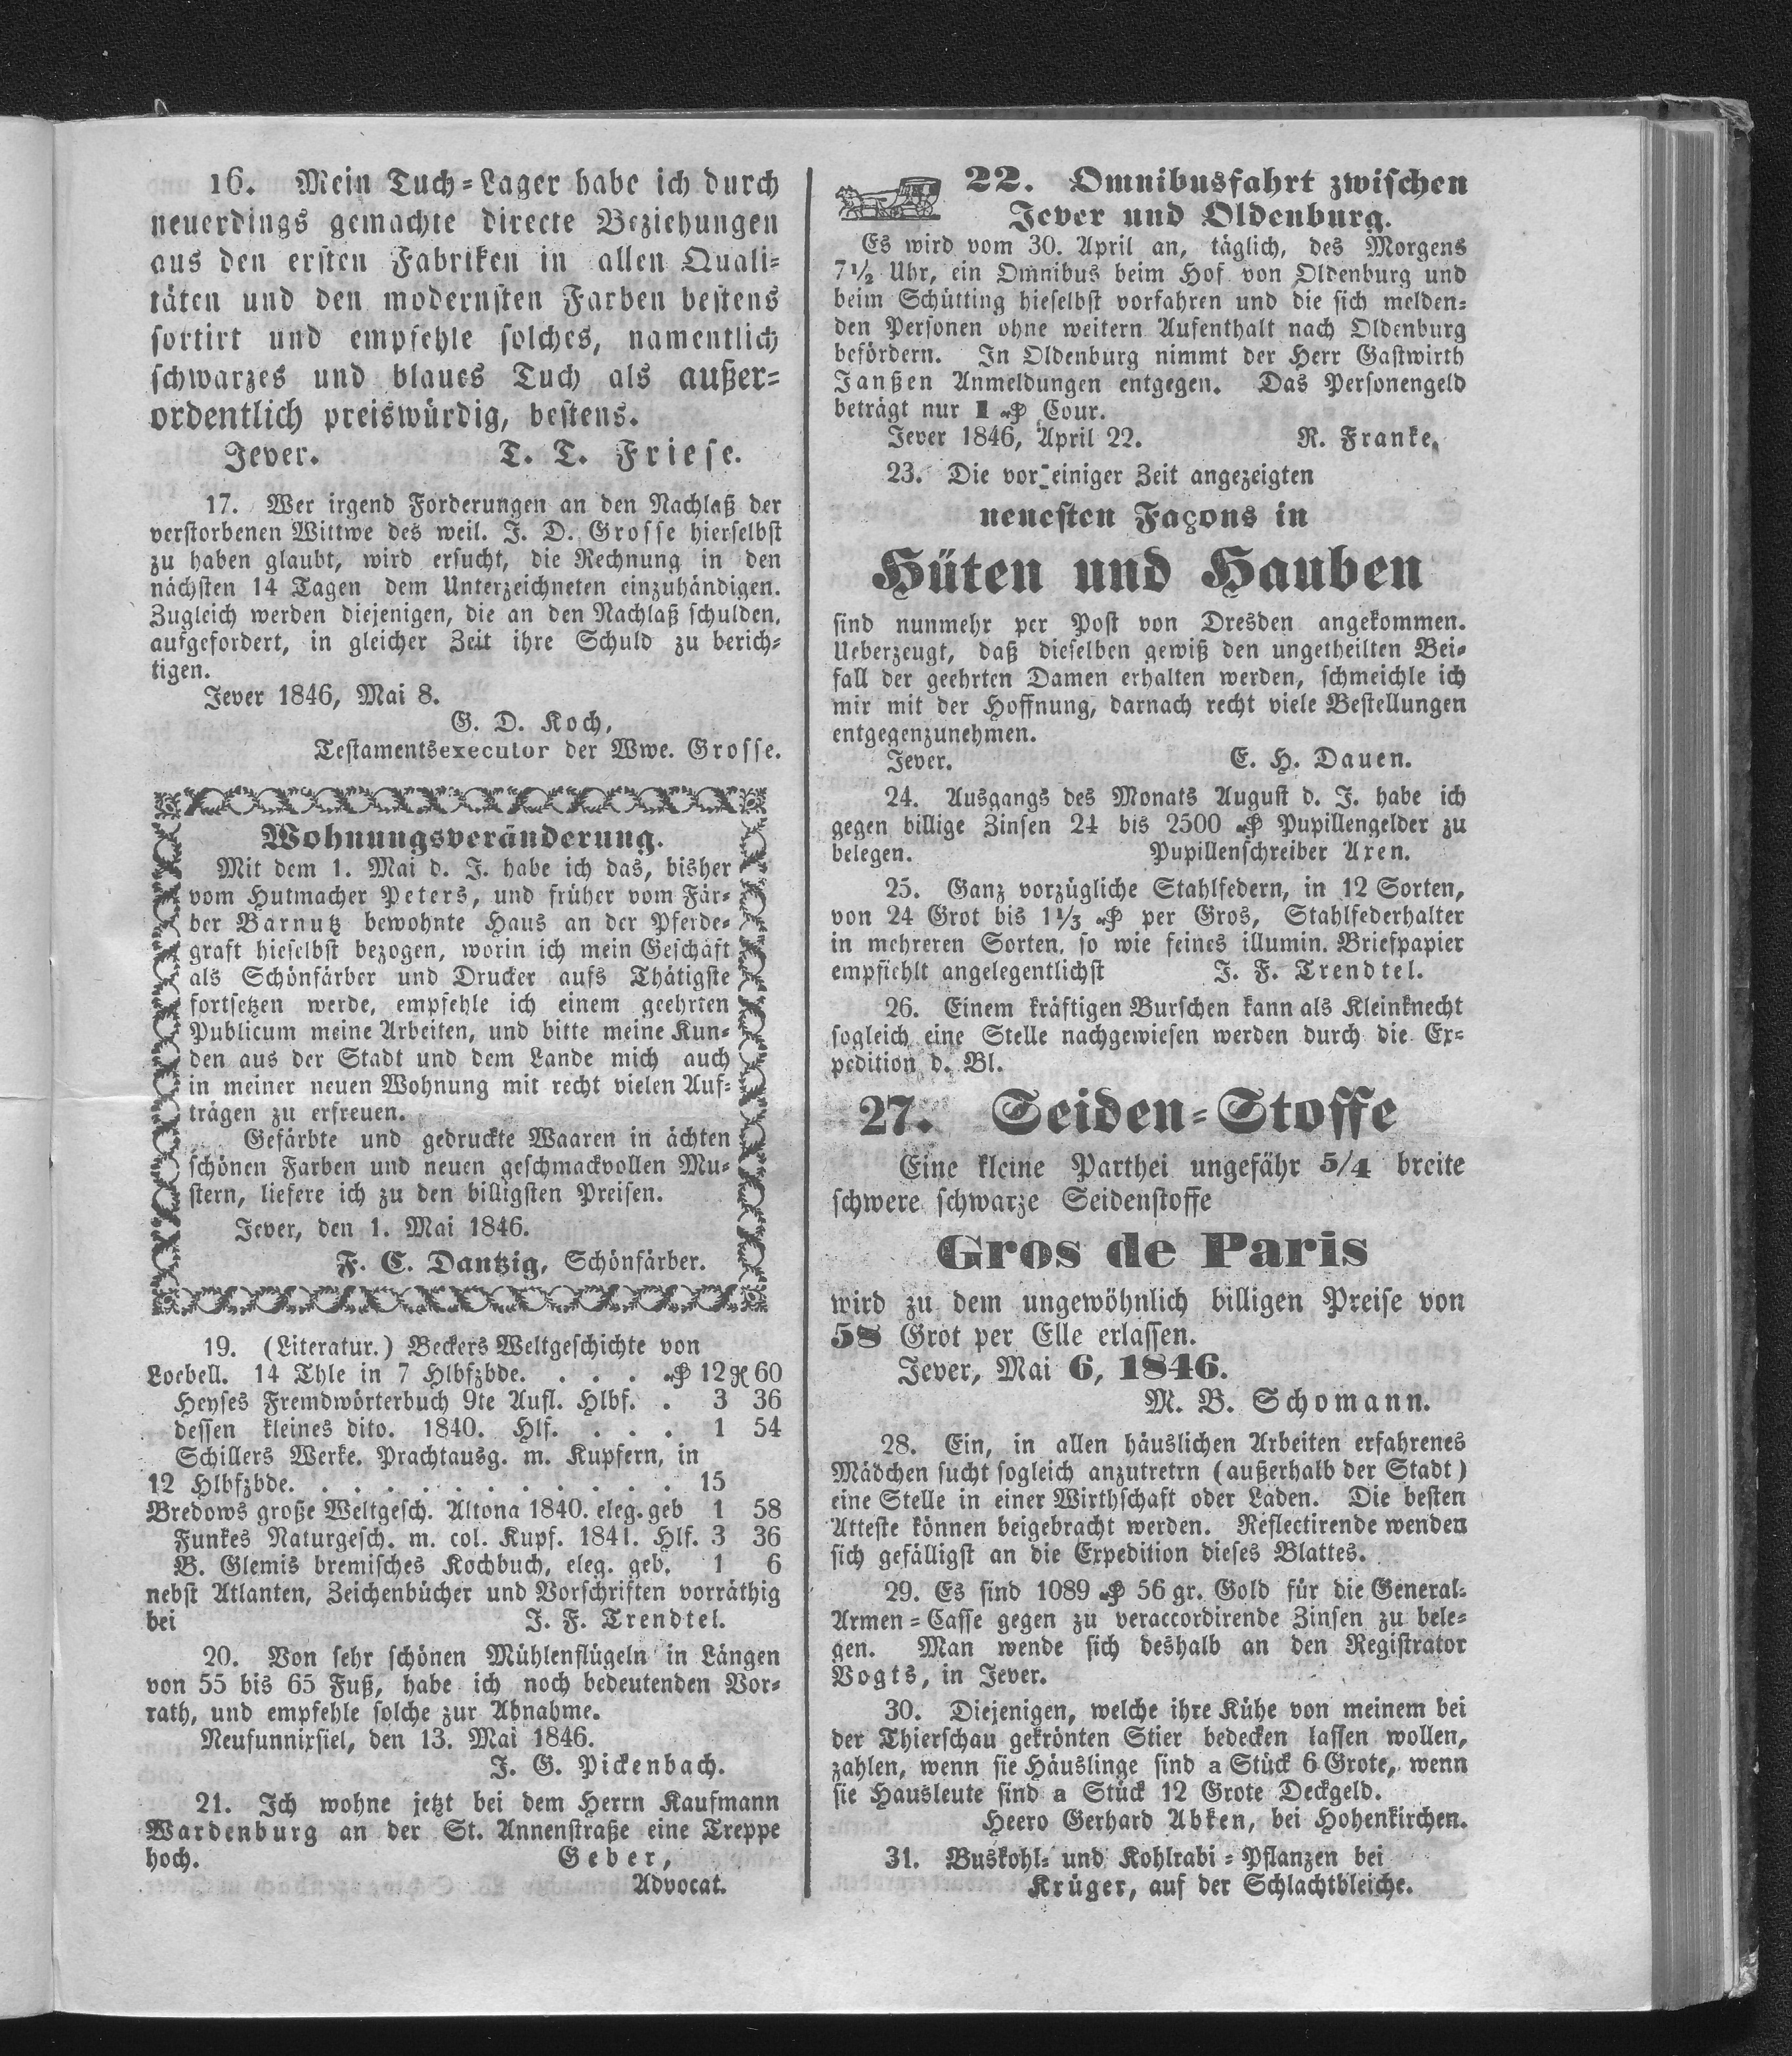 16. Mein Tuch=Lager habe ich durch
neuerdings gemachte directe Beziehungen
aus den ersten Fabriken in allen Quali=
täten und den modernsten Farben bestens
sortirt und empfehle solches, namentlich
schwarzes und blaues Tuch als außer=
ordentlich preiswürdig, bestens.
Jever. T. T. Friese.
17. Wer irgend Forderungen an den Nachlaß der
verstorbenen Wittwe des weil. J. D. Grosse hierselbst
zu haben glaubt, wird ersucht, die Rechnung in den
nächsten 14 Tagen dem Unterzeichneten einzuhändigen.
Zugleich werden diejenigen, die an den Nachlaß schulden,
aufgefordert, in gleicher Zeit ihre Schuld zu berich=
tigen.
Jever 1846, Mai 8.
G. D. Koch,
Testamentsexecutor der Wwe. Grosse.
Wohnungsveränderung.
Mit dem 1. Mai d. J. habe ich das, bisher
vom Hutmacher Peters, und früher vom Fär=
ber Barnutz bewohnte Haus an der Pferde=
graft hieselbst bezogen, worin ich mein Geschäft
als Schönfärber und Drucker aufs Thätigste
fortsetzen werde, empfehle ich einem geehrten
Publicum meine Arbeiten, und bitte meine Kun=
den aus der Stadt und dem Lande mich auch
in meiner neuen Wohnung mit recht vielen Auf=
trägen zu erfreuen.
Gefärbte und gedruckte Waaren in ächten
schönen Farben und neuen geschmackvollen Mu=
stern, liefere ich zu den billigsten Preisen.
Jever, den 1. Mai 1846.
F. C. Dantzig, Schönfärber.
19. (Literatur.) Beckers Weltgeschichte von
Loebell. 14 Thle in 7 Hlbfzbde. . . . . ₰ 12 gr 60
Heyses Fremdwörterbuch 9te Aufl. Hlbf. . 3 36
dessen kleines dito. 1840. Hlf. . . . . 1 54
Schillers Werke. Prachtausg. m. Kupfern, in
12 Hlbfzbde. . . . . . . . . . . . 15
Bredows große Weltgesch. Altona 1840. eleg. geb 1 58
Funkes Naturgesch. m. col. Kupf. 1841. Hlf. 3 36
B. Glemis bremisches Kochbuch, eleg. geb. 1 6
nebst Atlanten, Zeichenbücher und Vorschriften vorräthig
bei J. F. Trendtel.
20. Von sehr schönen Mühlenflügeln in Längen
von 55 bis 65 Fuß, habe ich noch bedeutenden Vor=
rath, und empfehle solche zur Abnahme.
Neufunnixsiel, den 13. Mai 1846.
J. G. Pickenbach.
21. Ich wohne jetzt bei dem Herrn Kaufmann
Wardenburg an der St. Annenstraße eine Treppe
hoch. Geber,
Advocat.
22. Omnibusfahrt zwischen
Jever und Oldenburg.
Es wird vom 30. April an, täglich, des Morgens
7½ Uhr, ein Omnibus beim Hof von Oldenburg und
beim Schütting hieselbst vorfahren und die sich melden=
den Personen ohne weitern Aufenthalt nach Oldenburg
befördern. In Oldenburg nimmt der Herr Gastwirth
Janßen Anmeldungen entgegen. Das Personengeld
beträgt nur 1 ₰ Cour.
Jever 1846, April 22. R. Franke.
23. Die vor einiger Zeit angezeigten
neuesten Façons in
Hüten und Hauben
sind nunmehr per Post von Dresden angekommen.
Ueberzeugt, daß dieselben gewiß den ungetheilten Bei=
fall der geehrten Damen erhalten werden, schmeichle ich
mir mit der Hoffnung, darnach recht viele Bestellungen
entgegenzunehmen.
Jever. E. H. Dauen.
24. Ausgangs des Monats August d. J. habe ich
gegen billige Zinsen 24 bis 2500 ₰ Pupillengelder zu
belegen. Pupillenschreiber Axen.
25. Ganz vorzügliche Stahlfedern, in 12 Sorten,
von 24 Grot bis 1⅓ ₰ per Gros, Stahlfederhalter
in mehreren Sorten, so wie feines illumin. Briefpapier
empfiehlt angelegentlichst J. F. Trendtel.
26. Einem kräftigen Burschen kann als Kleinknecht
sogleich eine Stelle nachgewiesen werden durch die Ex=
pedition d. Bl.
27. Seiden=Stoffe
Eine kleine Parthei ungefähr 5/4 breite
schwere schwarze Seidenstoffe
Gros de Paris
wird zu dem ungewöhnlich billigen Preise von
58 Grot per Elle erlassen.
Jever, Mai 6, 1846.
M. B. Schomann.
28. Ein, in allen häuslichen Arbeiten erfahrenes
Mädchen sucht sogleich anzutretrn (außerhalb der Stadt)
eine Stelle in einer Wirthschaft oder Laden. Die besten
Atteste können beigebracht werden. Reflectirende wenden
sich gefälligst an die Expedition dieses Blattes.
29. Es sind 1089 ₰ 56 gr. Gold für die General=
Armen=Casse gegen zu veraccordirende Zinsen zu bele=
gen. Man wende sich deshalb an den Registrator
Vogts, in Jever.
30. Diejenigen, welche ihre Kühe von meinem bei
der Thierschau gekrönten Stier bedecken lassen wollen,
zahlen, wenn sie Häuslinge sind a Stück 6 Grote, wenn
sie Hausleute sind a Stück 12 Grote Deckgeld.
Heero Gerhard Abken, bei Hohenkirchen.
31. Buskohl= und Kohlrabi=Pflanzen bei
Krüger, auf der Schlachtbleiche.